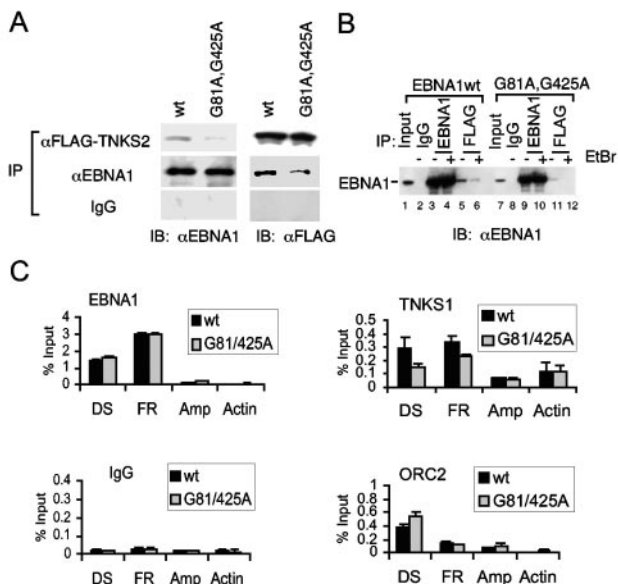 A
wt
G81A,G425A
wt
G81A,G425A
IP
αFLAG-TNKS2
αEBNA1
IgG
IB: αEBNA1
IB: αFLAG
B
EBNA1wt
G81A,G425A
IP:
Input
IgG
EBNA1
FLAG
Input
IgG
EBNA1
FLAG
- - + - + - - + - +
EtBr
EBNA1-
1 2 3 4 5 6 7 8 9 10 11 12
IB: αEBNA1
C
EBNA1
wt
G81/425A
% Input
4
3
2
1
0
DS FR Amp Actin
TNKS1
wt
G81/425A
% Input
0.5
0.4
0.3
0.2
0.1
0
DS FR Amp Actin
IgG
wt
G81/425A
% Input
0.4
0.3
0.2
0.1
0
DS FR Amp Actin
ORC2
wt
G81/425A
% Input
1
0.8
0.6
0.4
0.2
0
DS FR Amp Actin